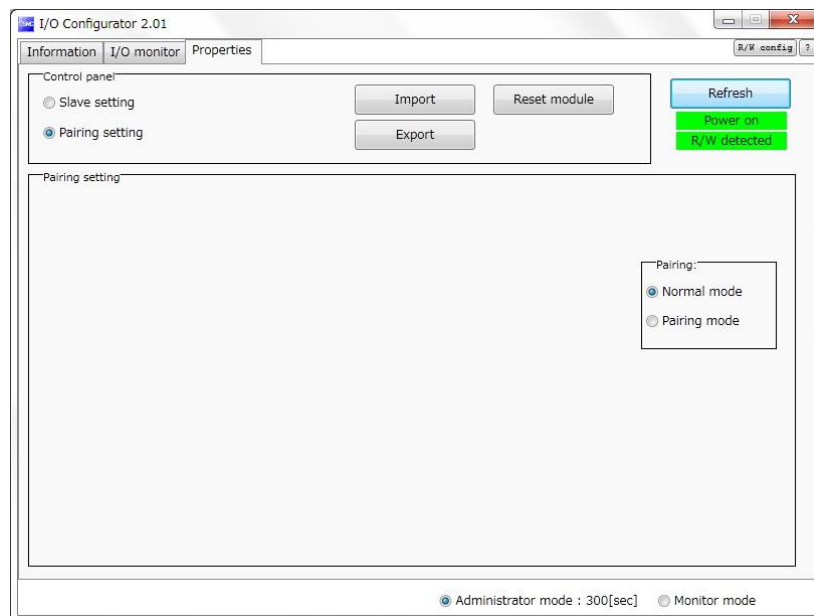 SMC I/O Configurator 2.01
Information I/O monitor Properties R/W config ?
Control panel
Slave setting Import Reset module Refresh
Pairing setting Export Power on
R/W detected
Pairing setting
Pairing:
Normal mode
Pairing mode
Administrator mode : 300[sec] Monitor mode